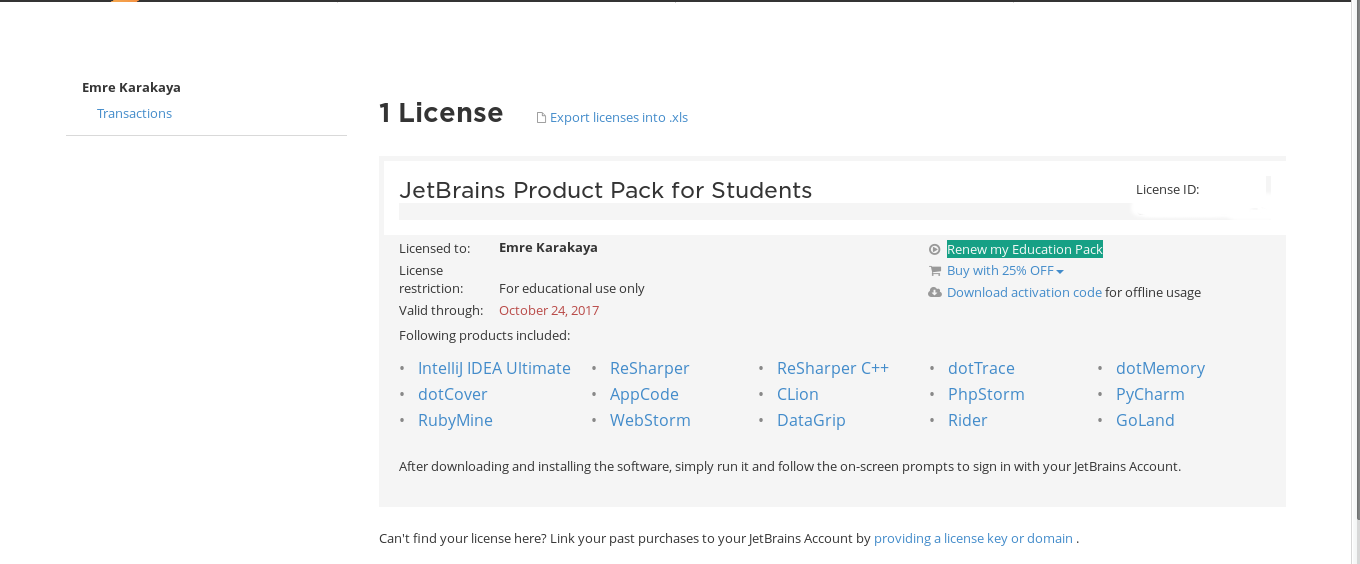 Emre Karakaya
Transactions
1 License
Export licenses into .xls
JetBrains Product Pack for Students
License ID:
Licensed to: Emre Karakaya
License restriction: For educational use only
Valid through: October 24, 2017
Renew my Education Pack
Buy with 25% OFF
Download activation code for offline usage
Following products included:
• IntelliJ IDEA Ultimate • ReSharper • ReSharper C++ • dotTrace • dotMemory
• dotCover • AppCode • CLion • PhpStorm • PyCharm
• RubyMine • WebStorm • DataGrip • Rider • GoLand
After downloading and installing the software, simply run it and follow the on-screen prompts to sign in with your JetBrains Account.
Can't find your license here? Link your past purchases to your JetBrains Account by providing a license key or domain .